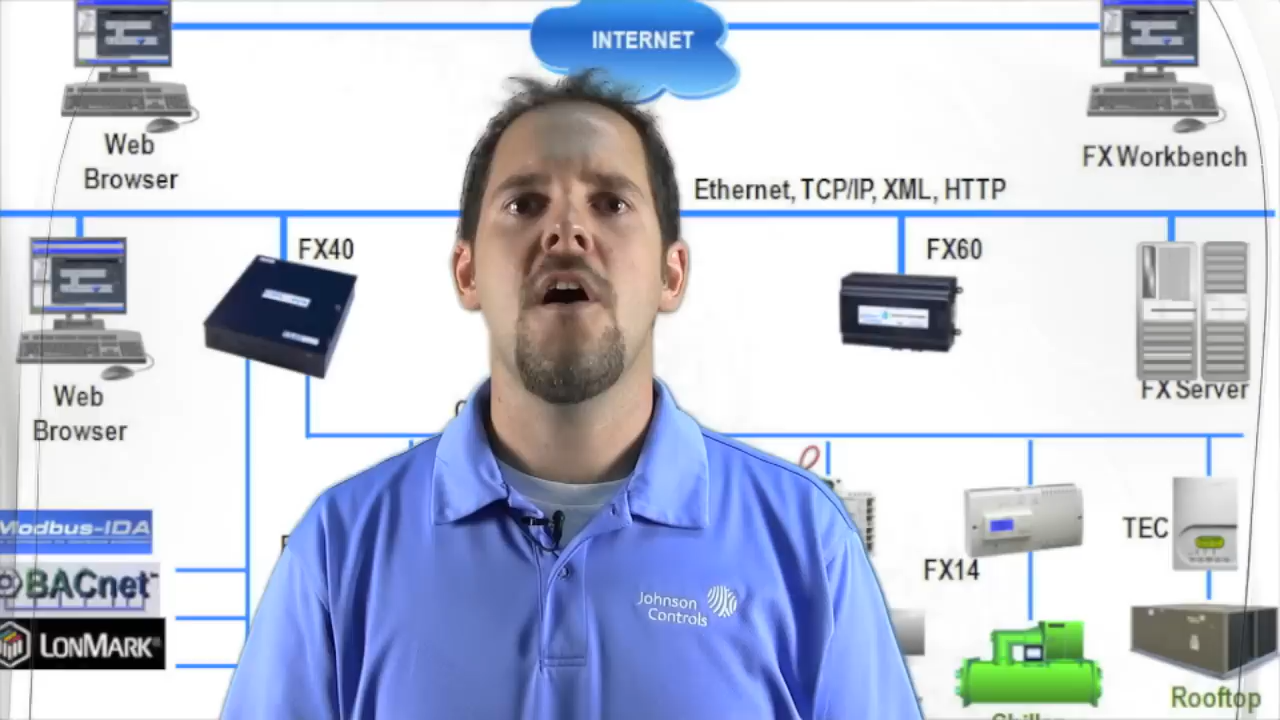 INTERNET
Web
Browser
FX Workbench
Ethernet, TCP/IP, XML, HTTP
FX40
FX60
Web
Browser
FX Server
Modbus-IDA
BACnet™
LONMARK®
TEC
FX14
Johnson
Controls
Rooftop